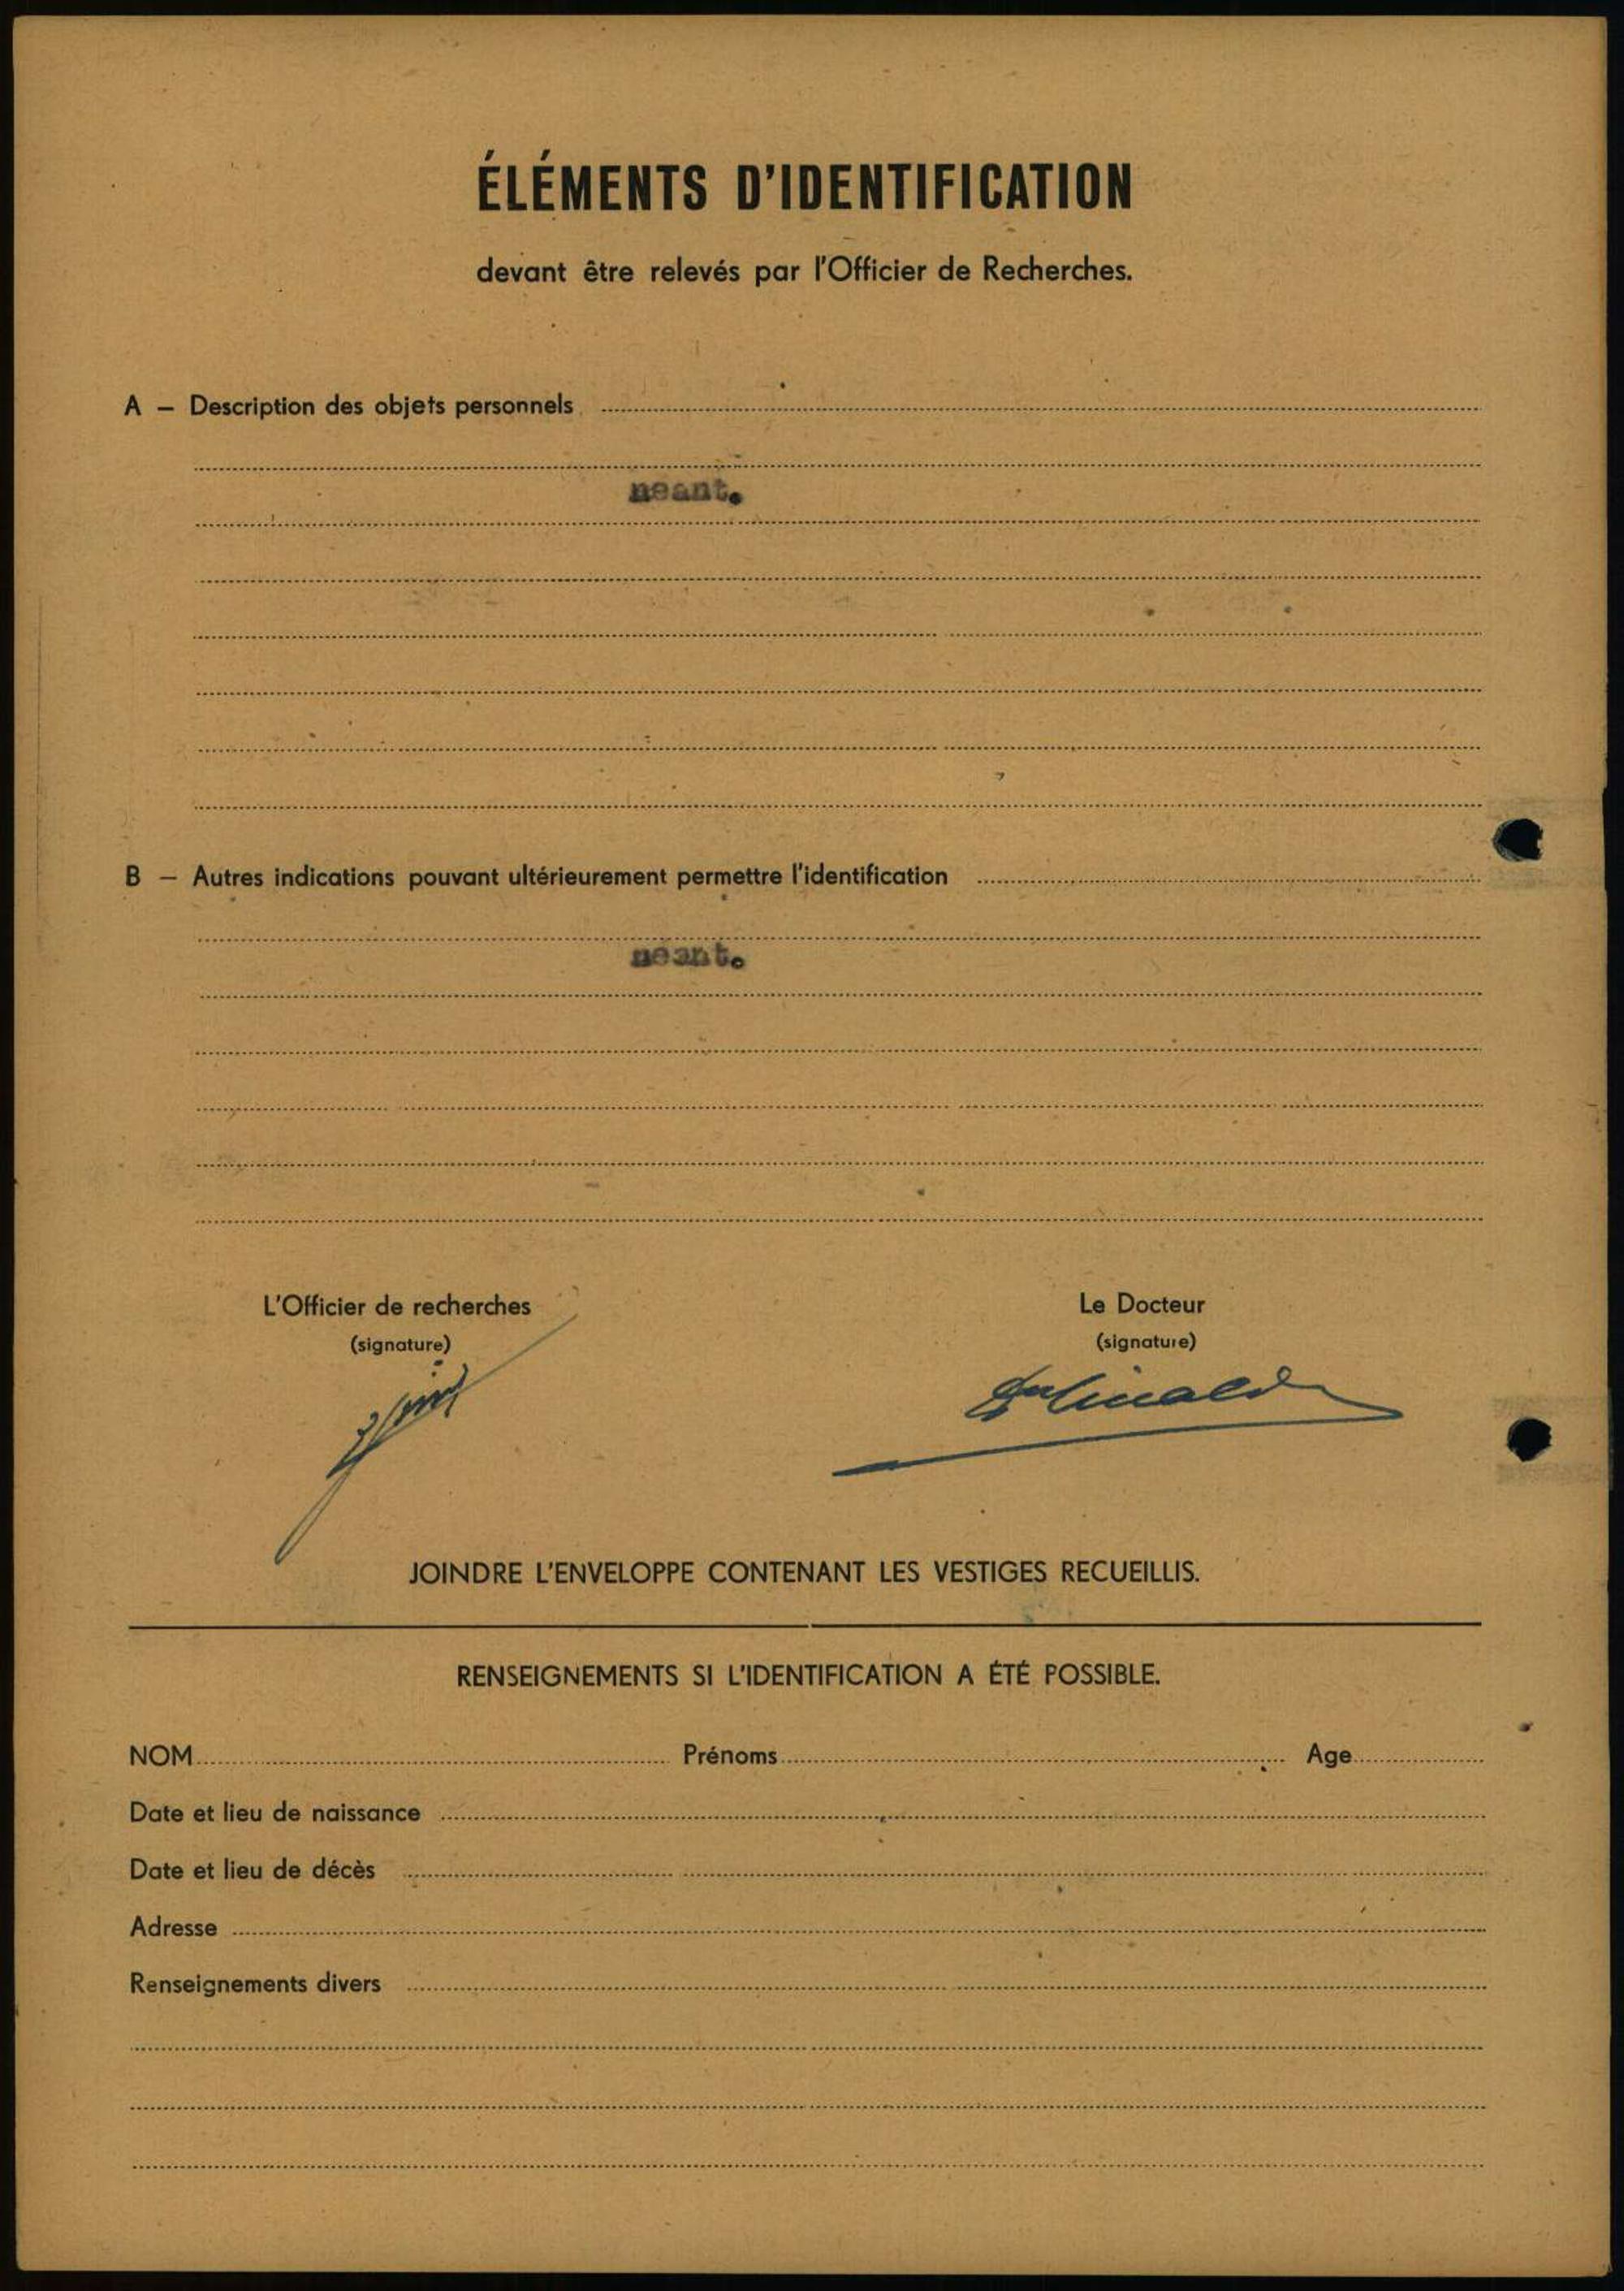 ÉLÉMENTS D'IDENTIFICATION
devant être relevés par l'Officier de Recherches.
A – Description des objets personnels
neant.
B – Autres indications pouvant ultérieurement permettre l'identification
neant.
L'Officier de recherches
(signature)
Le Docteur
(signature)
JOINDRE L'ENVELOPPE CONTENANT LES VESTIGES RECUEILLIS.
RENSEIGNEMENTS SI L'IDENTIFICATION A ÉTÉ POSSIBLE.
NOM Prénoms Age
Date et lieu de naissance
Date et lieu de décès
Adresse
Renseignements divers